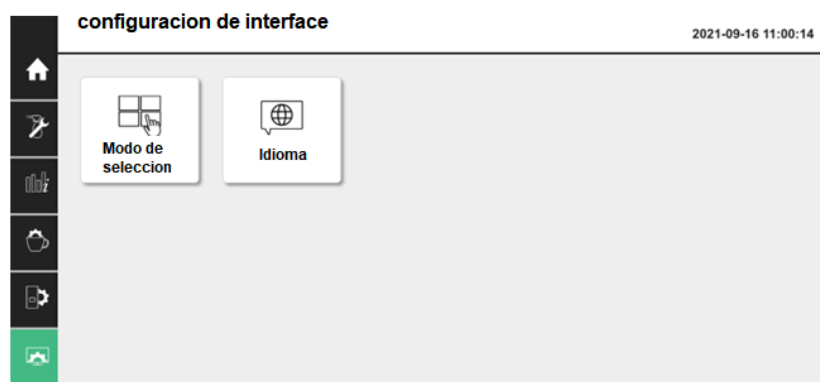 configuracion de interface
2021-09-16 11:00:14
Modo de
seleccion
Idioma